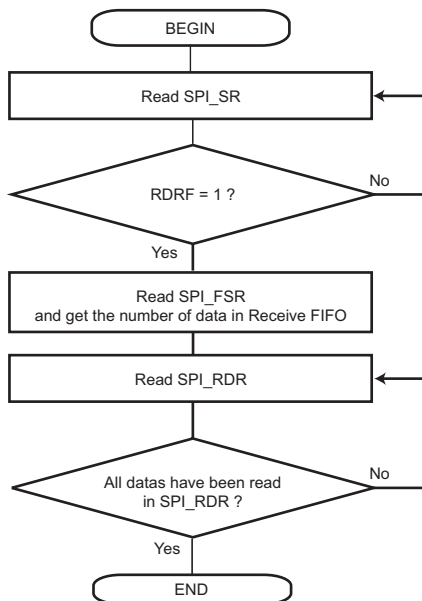 BEGIN
Read SPI_SR
RDRF = 1 ?
No
Yes
Read SPI_FSR
and get the number of data in Receive FIFO
Read SPI_RDR
All datas have been read
in SPI_RDR ?
No
Yes
END